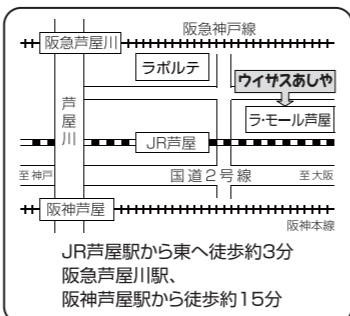 阪急神戸線
阪急芦屋川
ラポルテ
ウイザスあしや
ラ・モール芦屋
芦屋川
JR芦屋
至神戸
国道2号線
至大阪
阪神芦屋
阪神本線
JR芦屋駅から東へ徒歩約3分
阪急芦屋川駅、
阪神芦屋駅から徒歩約15分